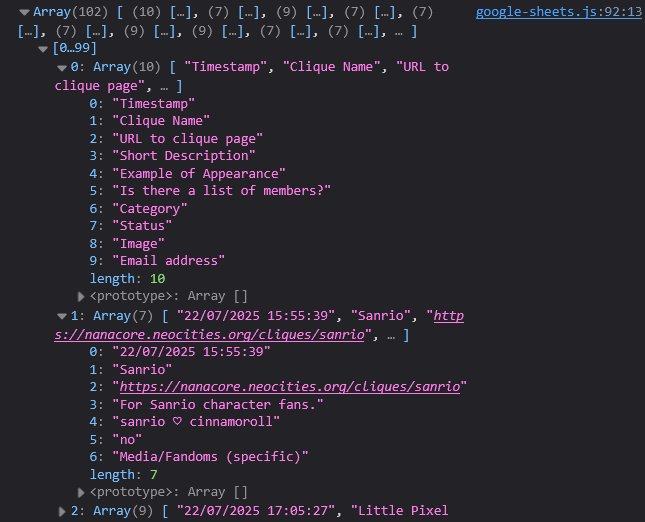 Array(102) [ (10) […], (7) […], (9) […], (7) […], (7) google-sheets.js:92:13
[…], (7) […], (9) […], (9) […], (7) […], (7) […], … ]
[0…99]
0: Array(10) [ "Timestamp", "Clique Name", "URL to
clique page", … ]
0: "Timestamp"
1: "Clique Name"
2: "URL to clique page"
3: "Short Description"
4: "Example of Appearance"
5: "Is there a list of members?"
6: "Category"
7: "Status"
8: "Image"
9: "Email address"
length: 10
<prototype>: Array []
1: Array(7) [ "22/07/2025 15:55:39", "Sanrio", "http
s://nanacore.neocities.org/cliques/sanrio", … ]
0: "22/07/2025 15:55:39"
1: "Sanrio"
2: "https://nanacore.neocities.org/cliques/sanrio"
3: "For Sanrio character fans."
4: "sanrio ♡ cinnamoroll"
5: "no"
6: "Media/Fandoms (specific)"
length: 7
<prototype>: Array []
2: Array(9) [ "22/07/2025 17:05:27", "Little Pixel